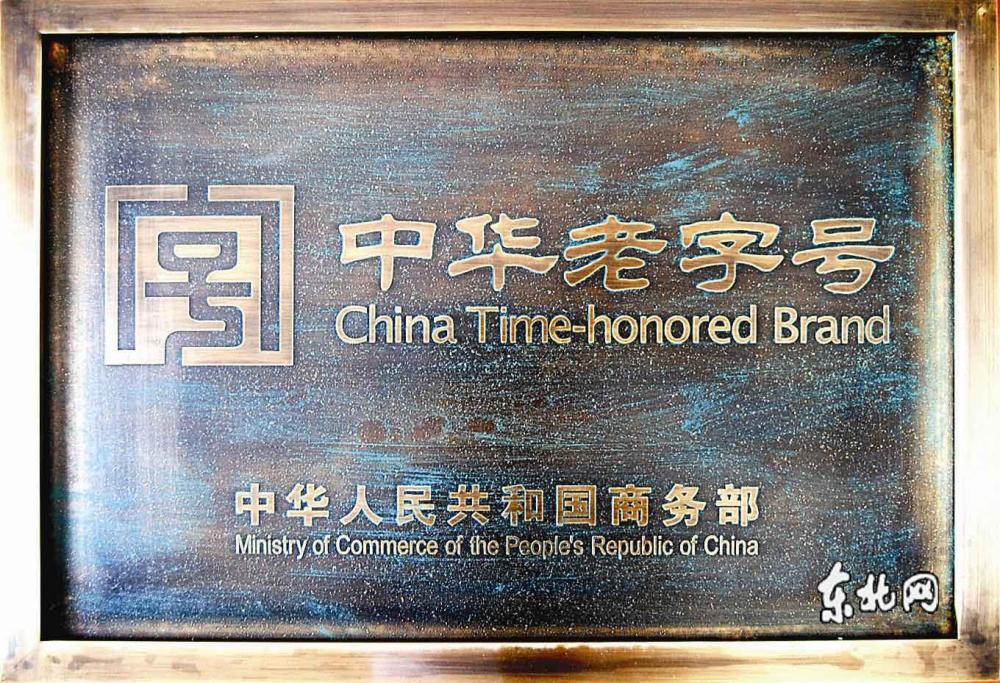 中华老字号
China Time-honored Brand
中华人民共和国商务部
Ministry of Commerce of the People's Republic of China
东北网